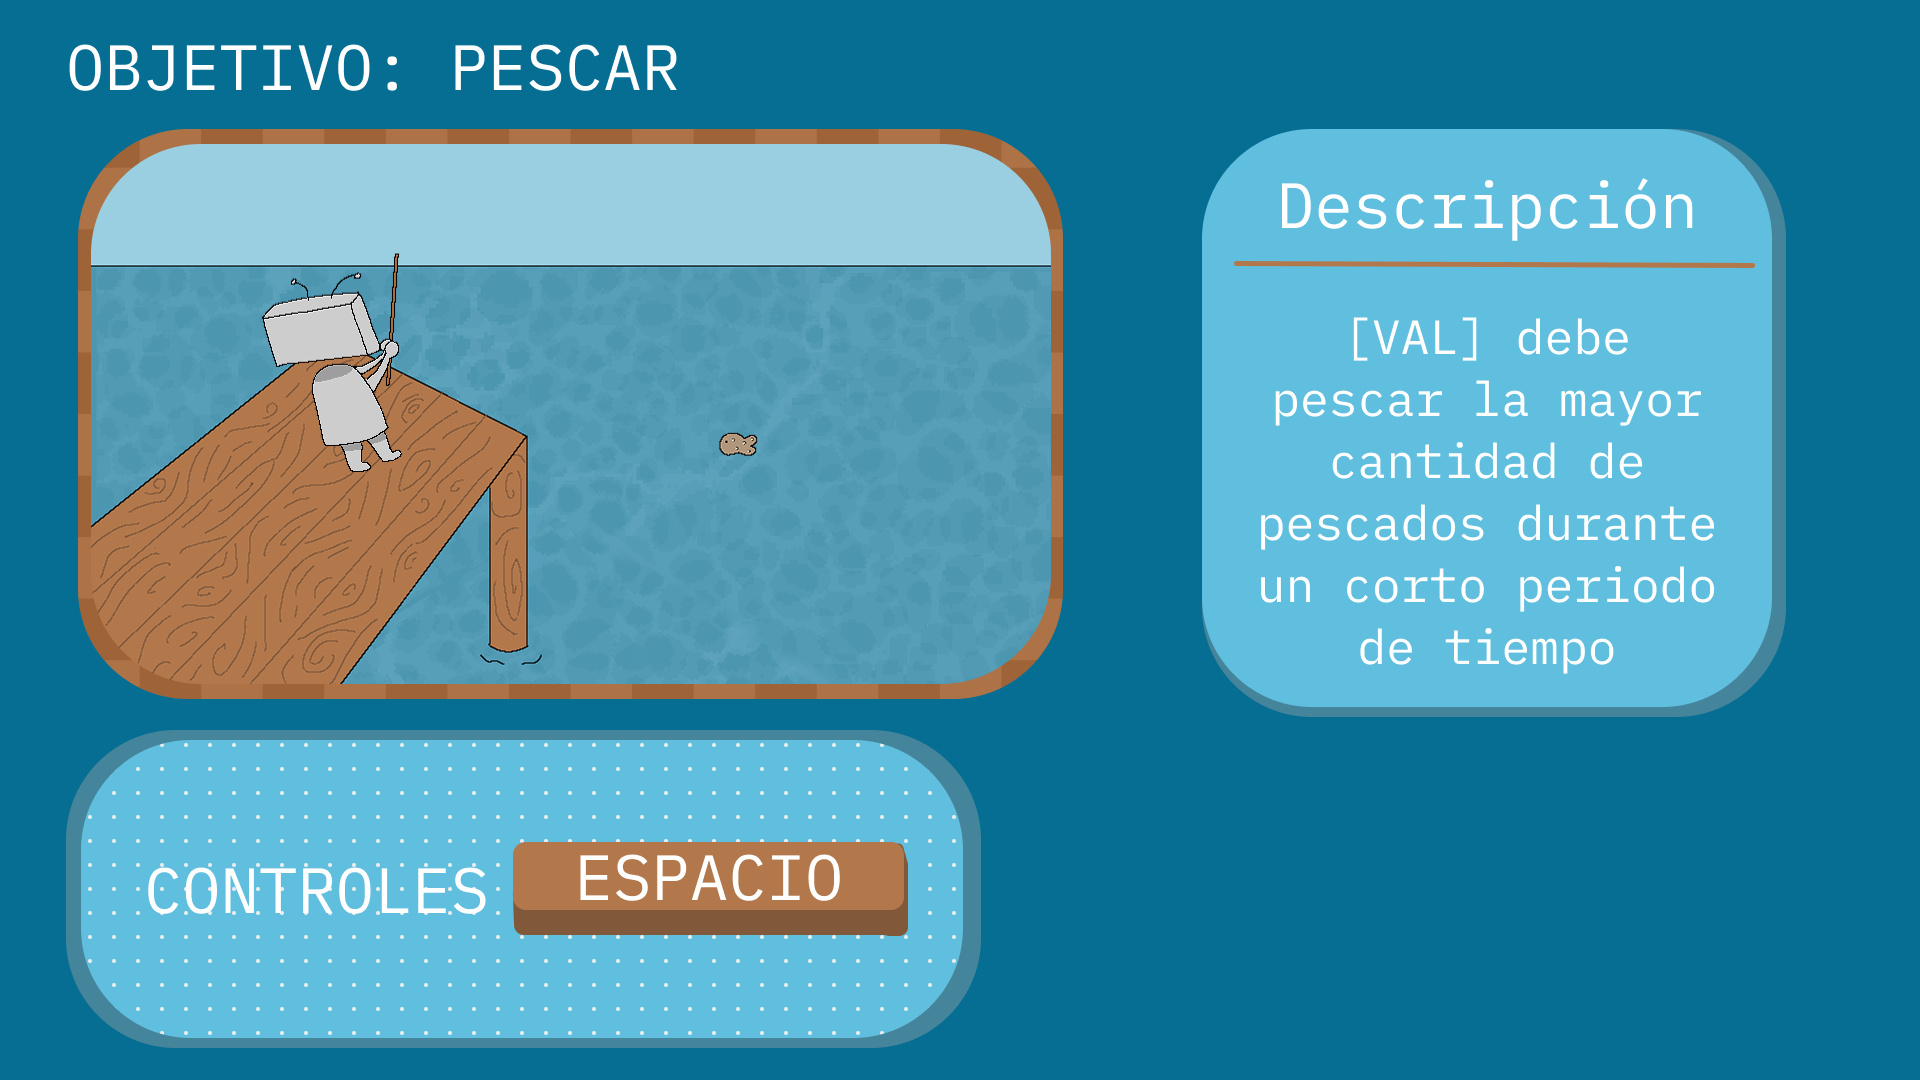 OBJETIVO: PESCAR
Descripción
[VAL] debe
pescar la mayor
cantidad de
pescados durante
un corto periodo
de tiempo
CONTROLES
ESPACIO